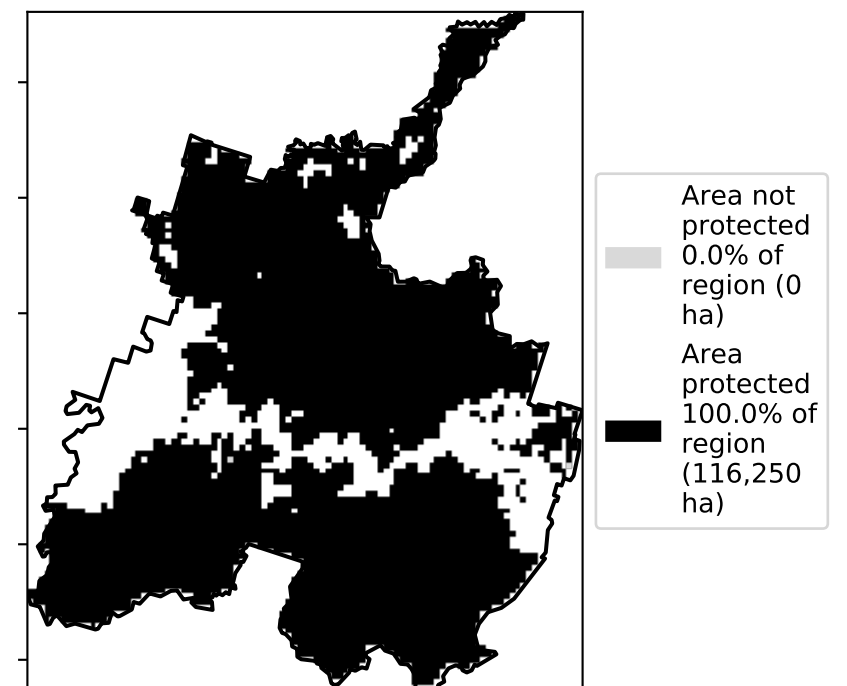 Area not
protected
0.0% of
region (0
ha)
Area
protected
100.0% of
region
(116,250
ha)